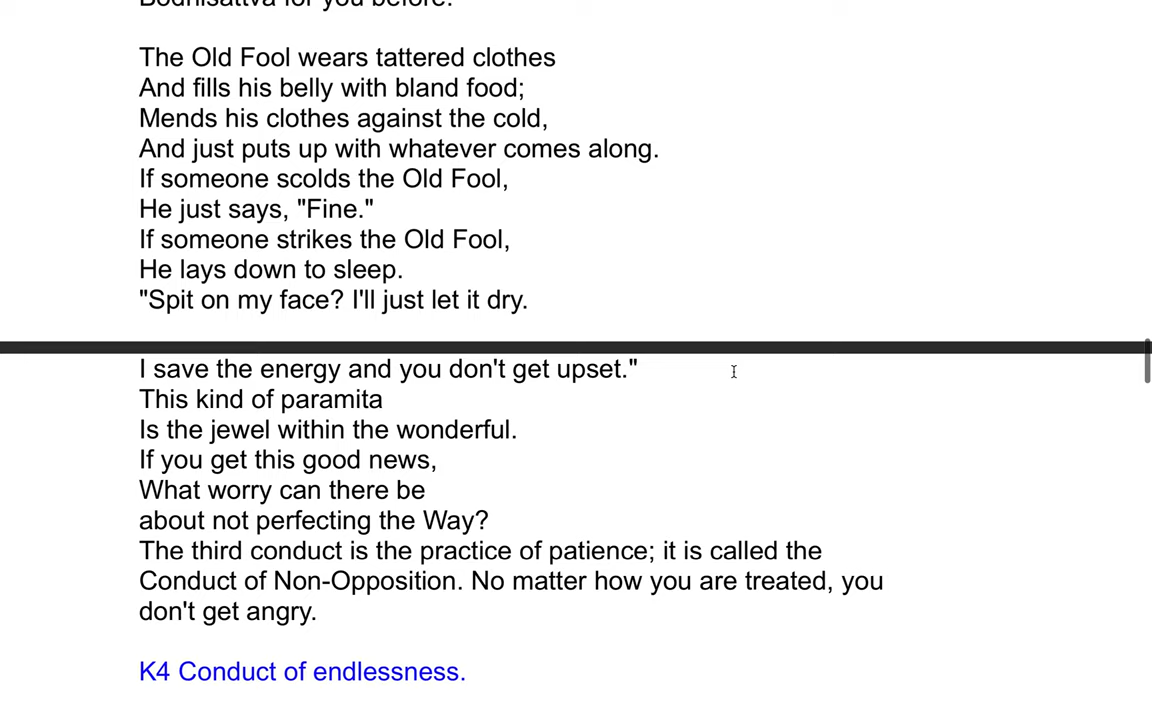 Bodhisattva for you before.
The Old Fool wears tattered clothes
And fills his belly with bland food;
Mends his clothes against the cold,
And just puts up with whatever comes along.
If someone scolds the Old Fool,
He just says, "Fine."
If someone strikes the Old Fool,
He lays down to sleep.
"Spit on my face? I'll just let it dry.
I save the energy and you don't get upset."
This kind of paramita
Is the jewel within the wonderful.
If you get this good news,
What worry can there be
about not perfecting the Way?
The third conduct is the practice of patience; it is called the
Conduct of Non-Opposition. No matter how you are treated, you
don't get angry.
K4 Conduct of endlessness.